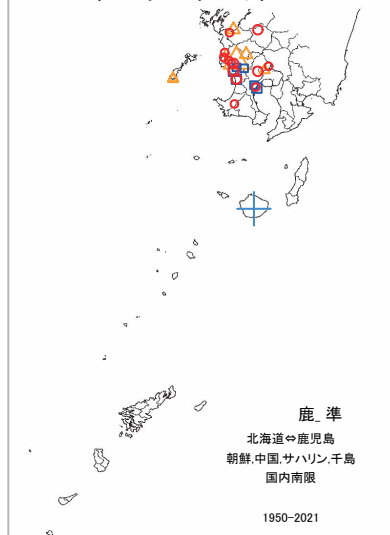 鹿_準
北海道⇔鹿児島
朝鮮,中国,サハリン,千島
国内南限
1950-2021